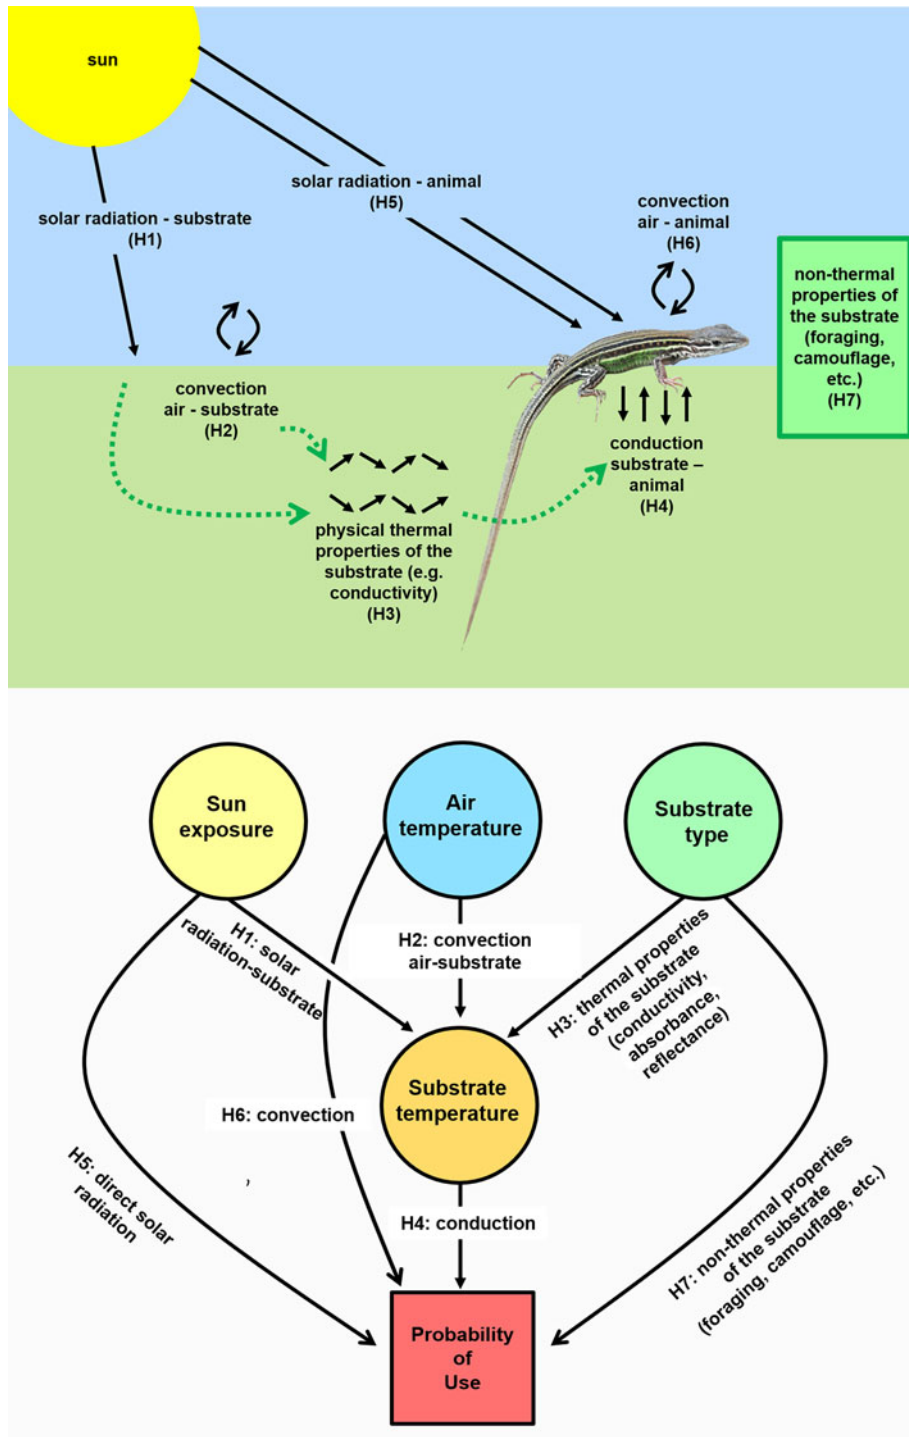 sun
solar radiation - animal
(H5)
solar radiation - substrate
(H1)
convection
air - animal
(H6)
non-thermal
properties of
the substrate
(foraging,
camouflage,
etc.)
(H7)
convection
air - substrate
(H2)
conduction
substrate –
animal
(H4)
physical thermal
properties of the
substrate (e.g.
conductivity)
(H3)
Sun
exposure
Air
temperature
Substrate
type
H1: solar
radiation-substrate
H2: convection
air-substrate
H3: thermal properties
of the substrate
(conductivity,
absorbance,
reflectance)
Substrate
temperature
H6: convection
H5: direct solar
radiation
,
H4: conduction
H7: non-thermal properties
of the substrate
(foraging, camouflage, etc.)
Probability
of
Use